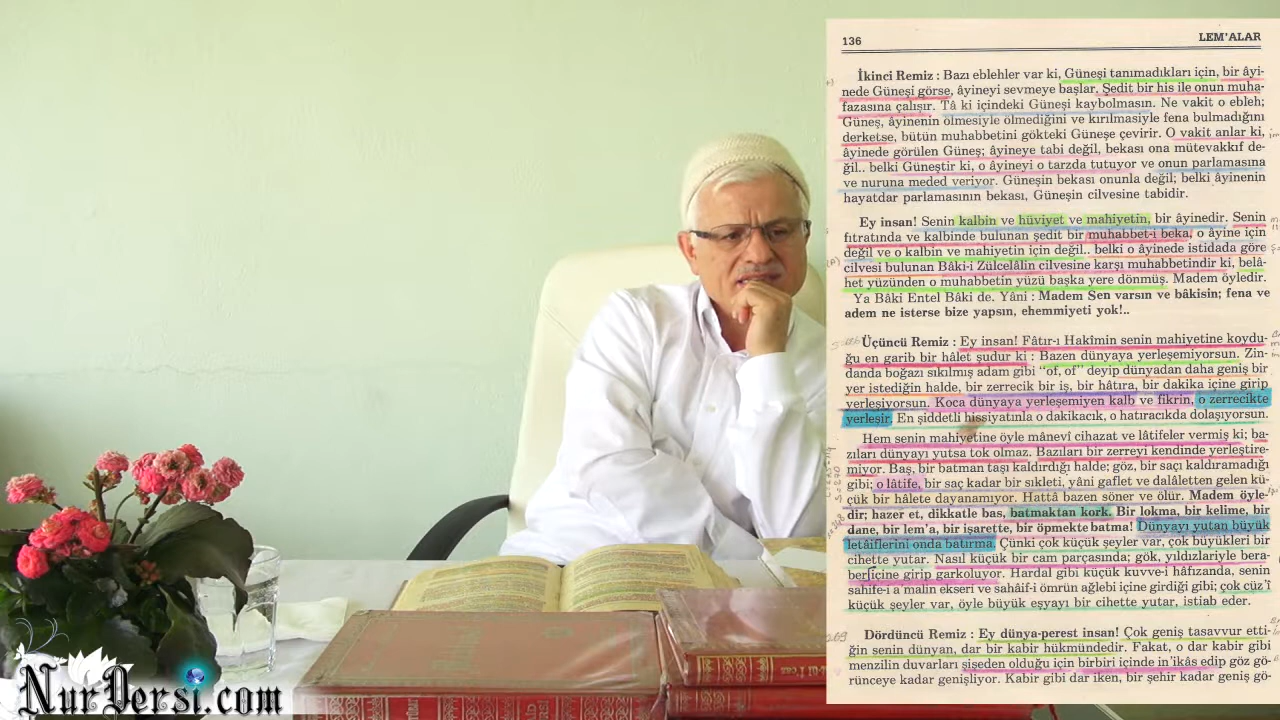 136
LEM'ALAR
İkinci Remiz : Bazı eblehler var ki, Güneşi tanımadıkları için, bir âyi-
nede Güneşi görse, âyineyi sevmeye başlar. Şedit bir his ile onun muha-
fazasına çalışır. Tâ ki içindeki Güneşi kaybolmasın. Ne vakit o ebleh;
Güneş, âyinenin ölmesiyle ölmediğini ve kırılmasiyle fena bulmadığını
derketse, bütün muhabbetini gökteki Güneşe çevirir. O vakit anlar ki,
âyinede görülen Güneş; âyineye tabi değil, bekası ona mütevakkıf de-
ğil.. belki Güneştir ki, o âyineyi o tarzda tutuyor ve onun parlamasına
ve nuruna meded veriyor. Güneşin bekası onunla değil; belki âyinenin
hayatdar parlamasının bekası, Güneşin cilvesine tabidir.
Ey insan! Senin kalbin ve hüviyet ve mahiyetin, bir âyinedir. Senin
fıtratında ve kalbinde bulunan şedit bir muhabbet-i beka, o âyine için
değil ve o kalbin ve mahiyetin için değil.. belki o âyinede istidada göre
cilvesi bulunan Bâki-i Zülcelâlin cilvesine karşı muhabbetindir ki, belâ-
het yüzünden o muhabbetin yüzü başka yere dönmüş. Madem öyledir.
Ya Bâki Entel Bâki de. Yâni : Madem Sen varsın ve bâkisin; fena ve
adem ne isterse bize yapsın, ehemmiyeti yok!..
Üçüncü Remiz : Ey insan! Fâtır-ı Hakîmin senin mahiyetine koydu-
ğu en garib bir hâlet şudur ki : Bazen dünyaya yerleşemiyorsun. Zin-
danda boğazı sıkılmış adam gibi "of, of" deyip dünyadan daha geniş bir
yer istediğin halde, bir zerrecik bir iş, bir hâtıra, bir dakika içine girip
yerleşiyorsun. Koca dünyaya yerleşemiyen kalb ve fikrin, o zerrecikte
yerleşir. En şiddetli hissiyatınla o dakikacık, o hatıracıkda dolaşıyorsun.
Hem senin mahiyetine öyle mânevî cihazat ve lâtifeler vermiş ki; ba-
zıları dünyayı yutsa tok olmaz. Bazıları bir zerreyi kendinde yerleştire-
miyor. Baş, bir batman taşı kaldırdığı halde; göz, bir saçı kaldıramadığı
gibi; o lâtife, bir saç kadar bir sıkleti, yâni gaflet ve dalâletten gelen kü-
çük bir hâlete dayanamıyor. Hattâ bazen söner ve ölür. Madem öyle-
dir; hazer et, dikkatle bas, batmaktan kork. Bir lokma, bir kelime, bir
dane, bir lem'a, bir işarette, bir öpmekte batma! Dünyayı yutan büyük
letâiflerini onda batırma. Çünki çok küçük şeyler var, çok büyükleri bir
cihette yutar. Nasıl küçük bir cam parçasında; gök, yıldızlariyle bera-
berİicine girip garkoluyor. Hardal gibi küçük kuvve-i hâfızanda, senin
sahife-i a'malin ekseri ve sahâif-i ömrün ağlebi içine girdiği gibi; çok cüz'î
küçük şeyler var, öyle büyük eşyayı bir cihette yutar, istiab eder.
Dördüncü Remiz : Ey dünya-perest insan! Çok geniş tasavvur etti-
ğin senin dünyan, dar bir kabir hükmündedir. Fakat, o dar kabir gibi
menzilin duvarları şişeden olduğu için birbiri içinde in'ikâs edip göz gö-
rünceye kadar genişliyor. Kabir gibi dar iken, bir şehir kadar geniş gö-
NurDersi.com